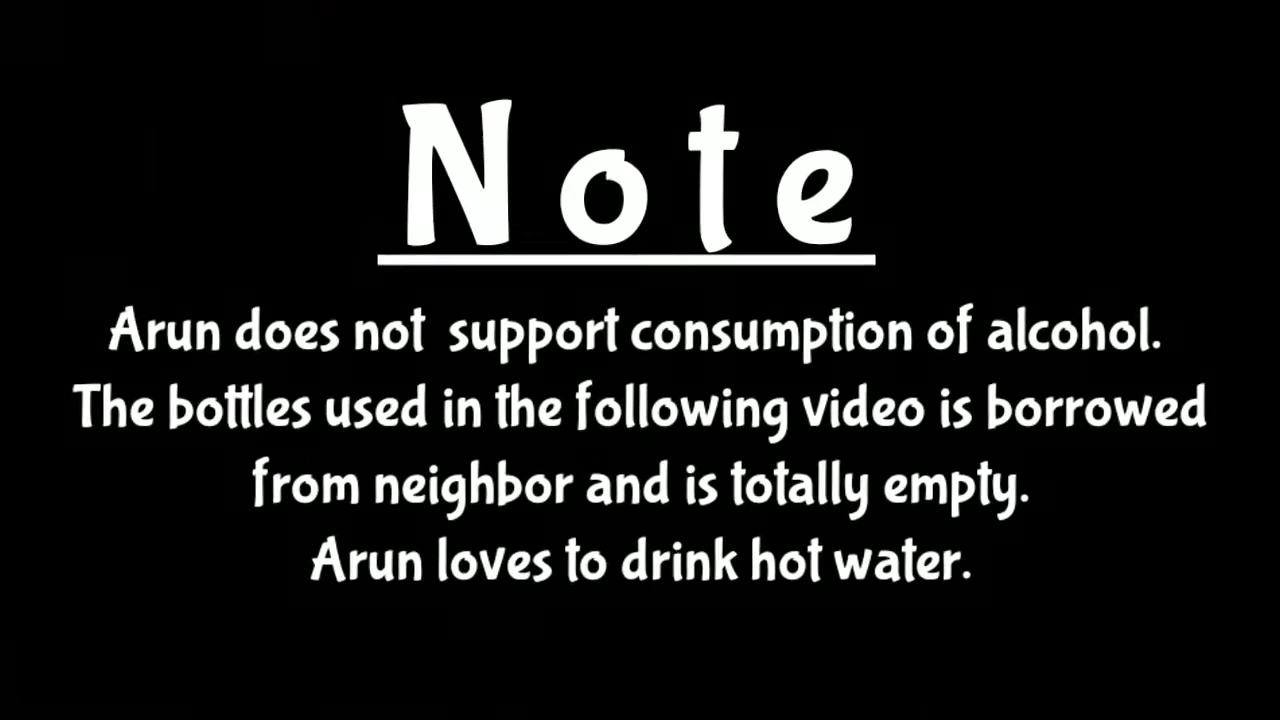 Note
Arun does not support consumption of alcohol.
The bottles used in the following video is borrowed
from neighbor and is totally empty.
Arun loves to drink hot water.